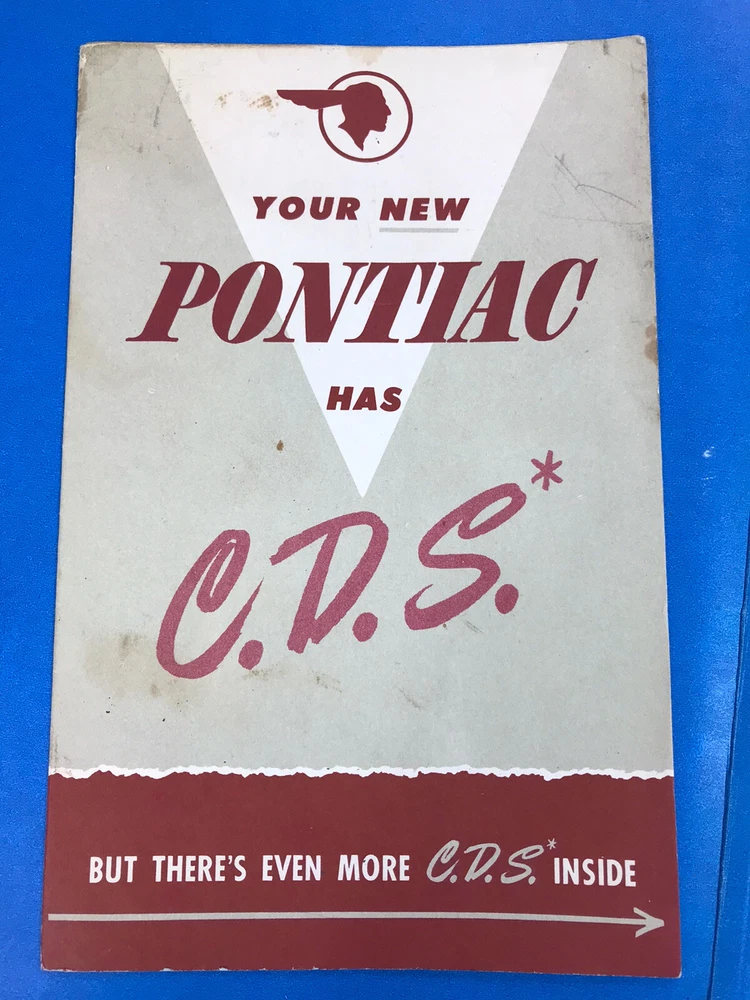 YOUR NEW
PONTIAC
HAS
C.D.S.*
BUT THERE'S EVEN MORE C.D.S.* INSIDE